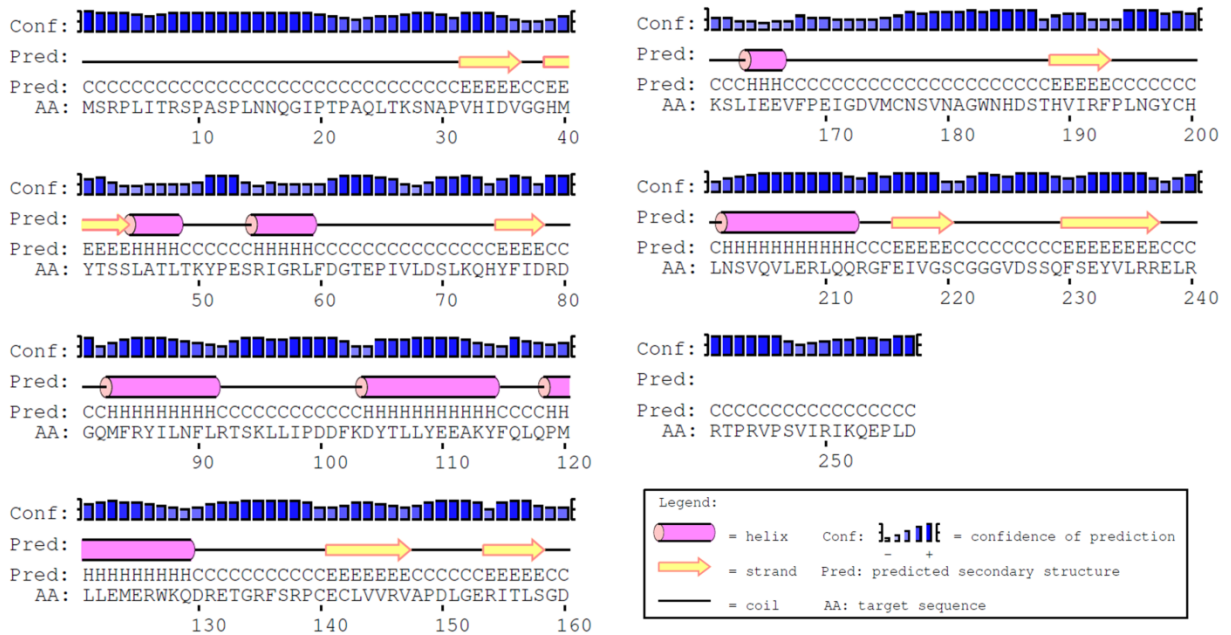 Conf:
Pred:
Pred: CCCCCCCCCCCCCCCCCCCCCCCCCCCCCCCEEEEECCEE
AA: MSRPLITRSPASPLNNQGIPTPAQLTKSNAPVHIDVGGHM
10 20 30 40
Conf:
Pred:
Pred: EEEEHHHHCCCCCCHHHHHCCCCCCCCCCCCCCCEEEECC
AA: YTSSLATLTKYPESRIGRLFDGTEPIVLDSLKQHYFIDRD
50 60 70 80
Conf:
Pred:
Pred: CCHHHHHHHHHCCCCCCCCCCCCHHHHHHHHHHHCCCCHH
AA: GQMFRYILNFLRTSKLLIPDDFKDYTLLYEEAKYFQLQPM
90 100 110 120
Conf:
Pred:
Pred: HHHHHHHHHCCCCCCCCCCCEEEEEEECCCCCCEEEEECC
AA: LLEMERWKQDRETGRFSRPCECLVVRVAPDLGERITLSGD
130 140 150 160
Conf:
Pred:
Pred: CCCHHHCCCCCCCCCCCCCCCCCCCCCCEEEEECCCCCCC
AA: KSLIEEVFPEIGDVMCNSVNAGWNHDSTHVIRFPLNGYCH
170 180 190 200
Conf:
Pred:
Pred: CHHHHHHHHHHHCCCEEEEECCCCCCCCCEEEEEEEECCC
AA: LNSVQVLERLQQRGFEIVGSCGGGVDSSQFSEYVLRRELR
210 220 230 240
Conf:
Pred:
Pred: CCCCCCCCCCCCCCCCC
AA: RTPRVPSVIRIKQEPLD
250
Legend:
= helix Conf: = confidence of prediction
- +
= strand Pred: predicted secondary structure
= coil AA: target sequence